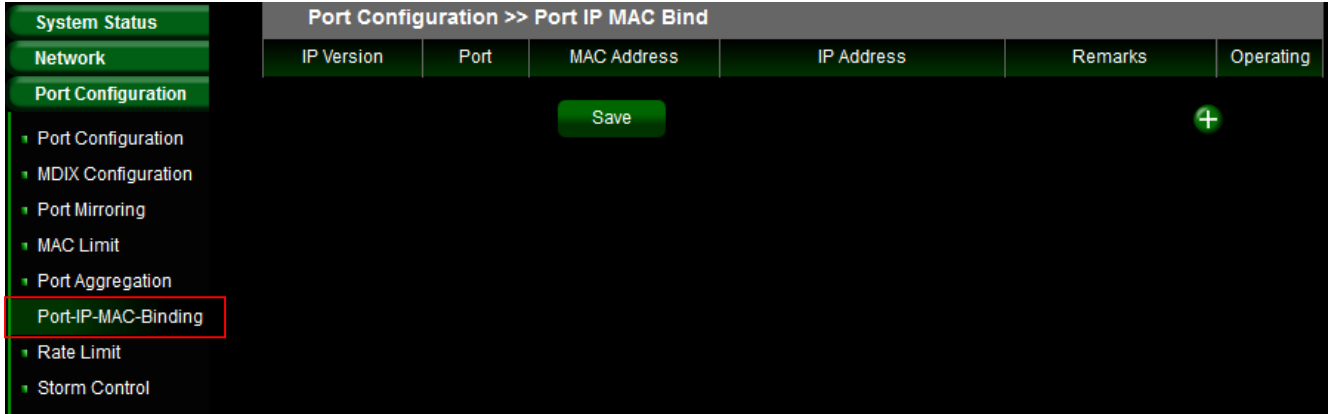 System Status
Network
Port Configuration
Port Configuration
MDIX Configuration
Port Mirroring
MAC Limit
Port Aggregation
Port-IP-MAC-Binding
Rate Limit
Storm Control
Port Configuration >> Port IP MAC Bind
IP Version Port MAC Address IP Address Remarks Operating
Save